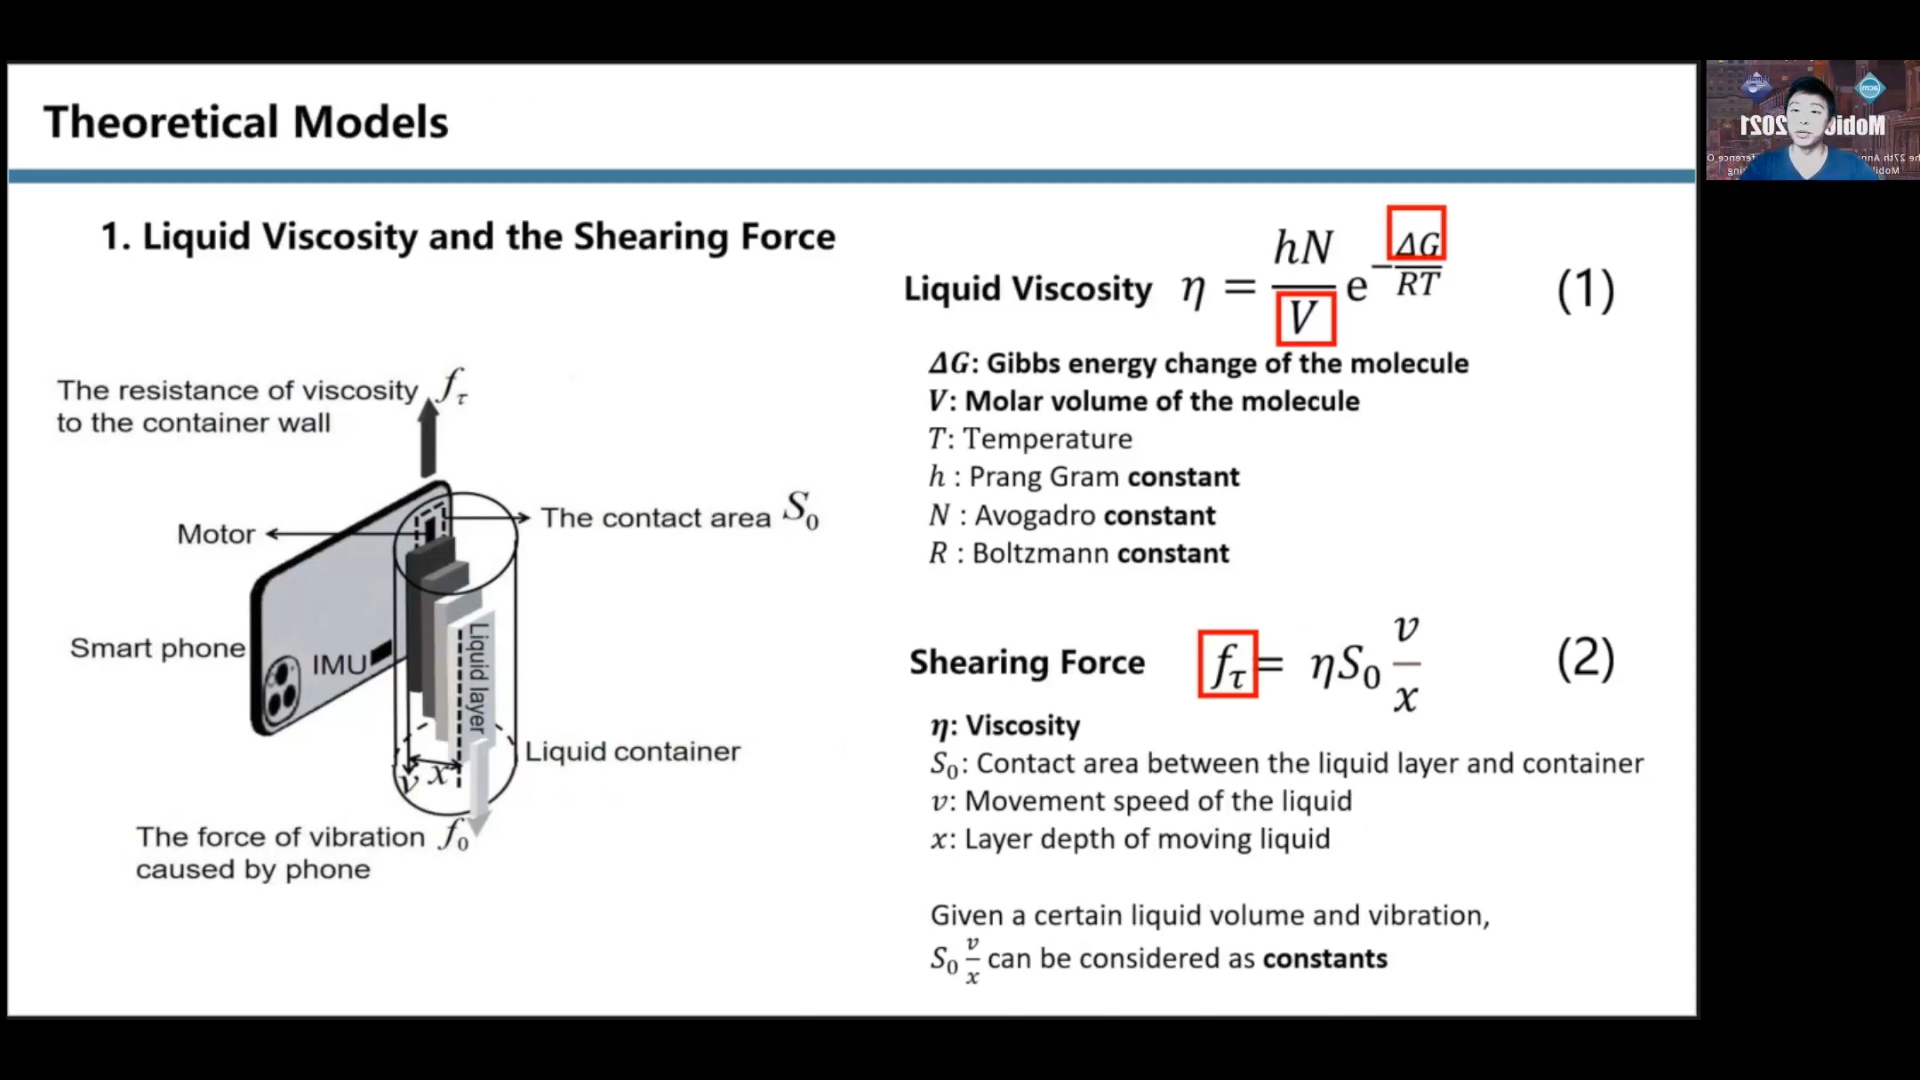 Theoretical Models
1. Liquid Viscosity and the Shearing Force
Liquid Viscosity η = hN/V e^−ΔG/RT (1)
ΔG: Gibbs energy change of the molecule
V: Molar volume of the molecule
T: Temperature
h : Prang Gram constant
N : Avogadro constant
R : Boltzmann constant
Shearing Force fτ = ηS0 v/x (2)
η: Viscosity
S0: Contact area between the liquid layer and container
v: Movement speed of the liquid
x: Layer depth of moving liquid
Given a certain liquid volume and vibration,
S0 v/x can be considered as constants
The resistance of viscosity fτ
to the container wall
Motor
The contact area S0
Smart phone
IMU
Liquid layer
Liquid container
v x
The force of vibration f0
caused by phone
acm